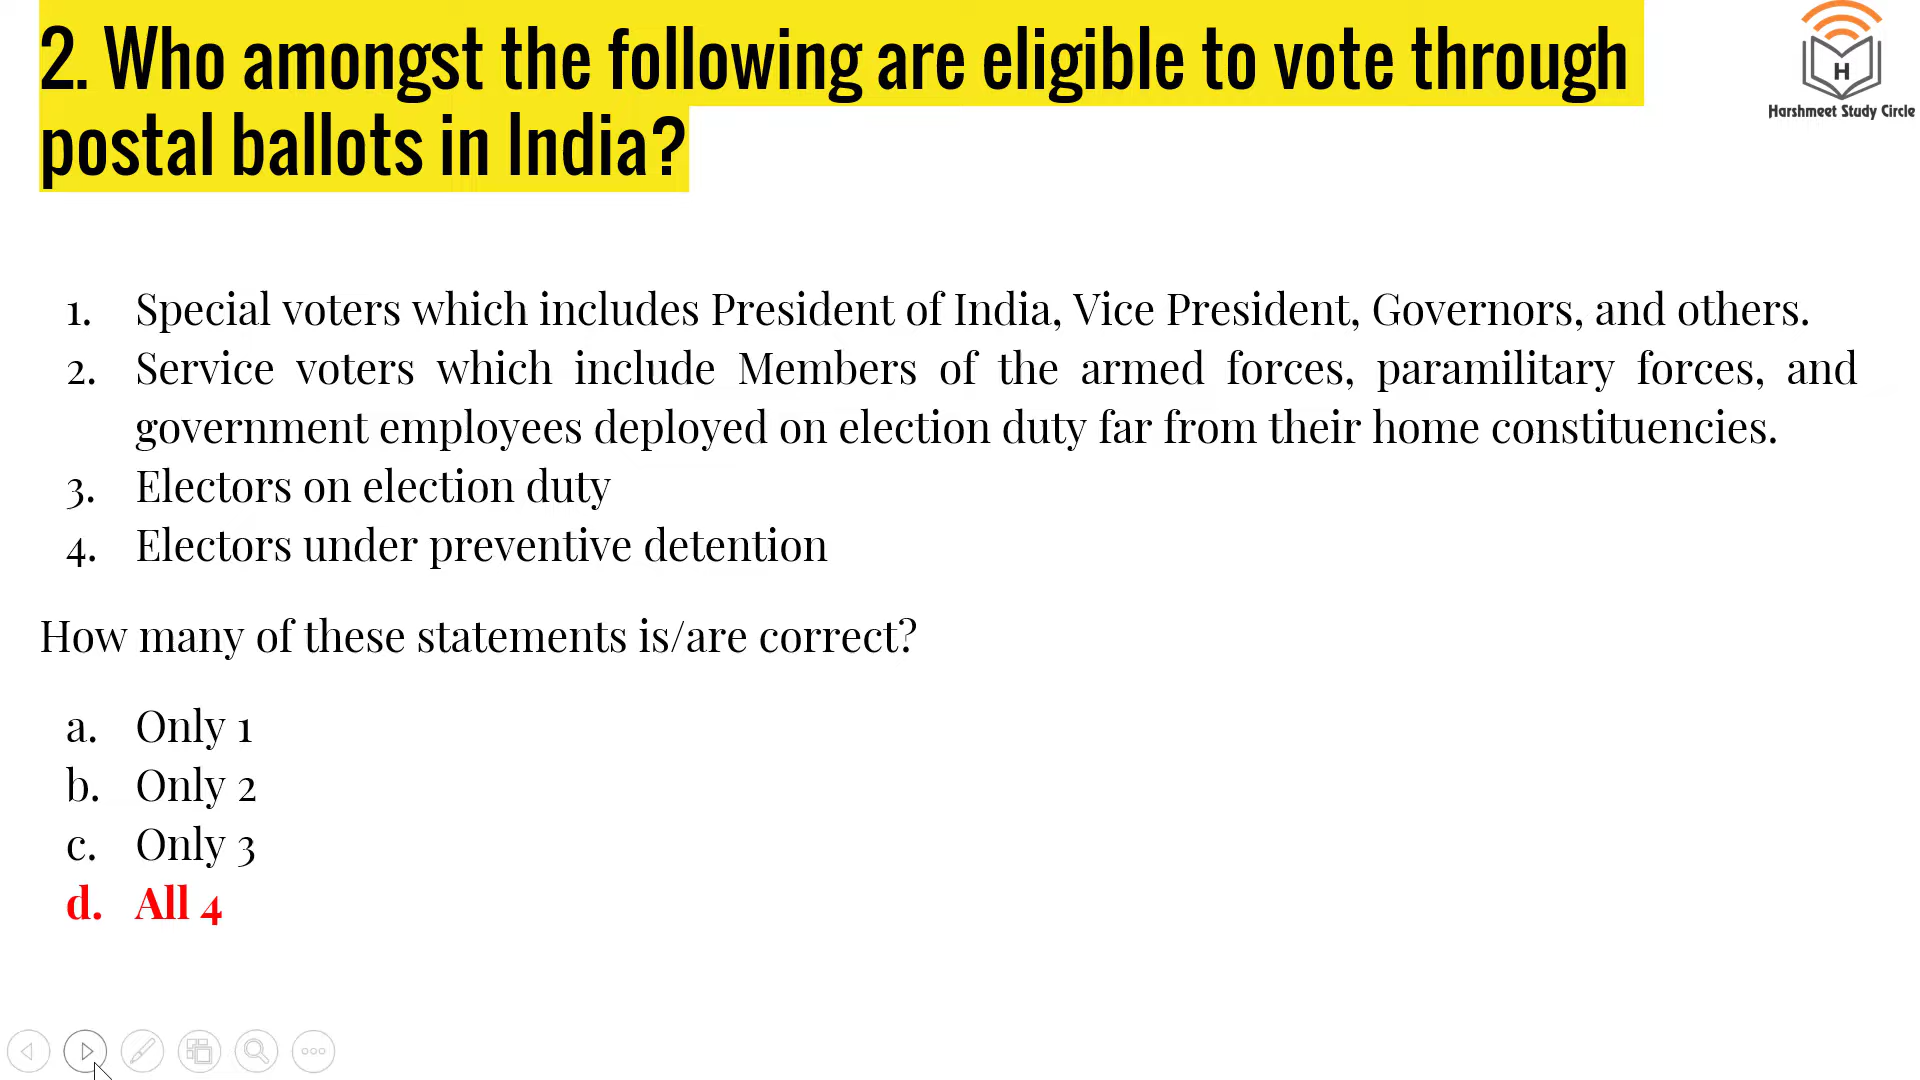 2. Who amongst the following are eligible to vote through
postal ballots in India?
H
Harshmeet Study Circle
1. Special voters which includes President of India, Vice President, Governors, and others.
2. Service voters which include Members of the armed forces, paramilitary forces, and
government employees deployed on election duty far from their home constituencies.
3. Electors on election duty
4. Electors under preventive detention
How many of these statements is/are correct?
a. Only 1
b. Only 2
c. Only 3
d. All 4